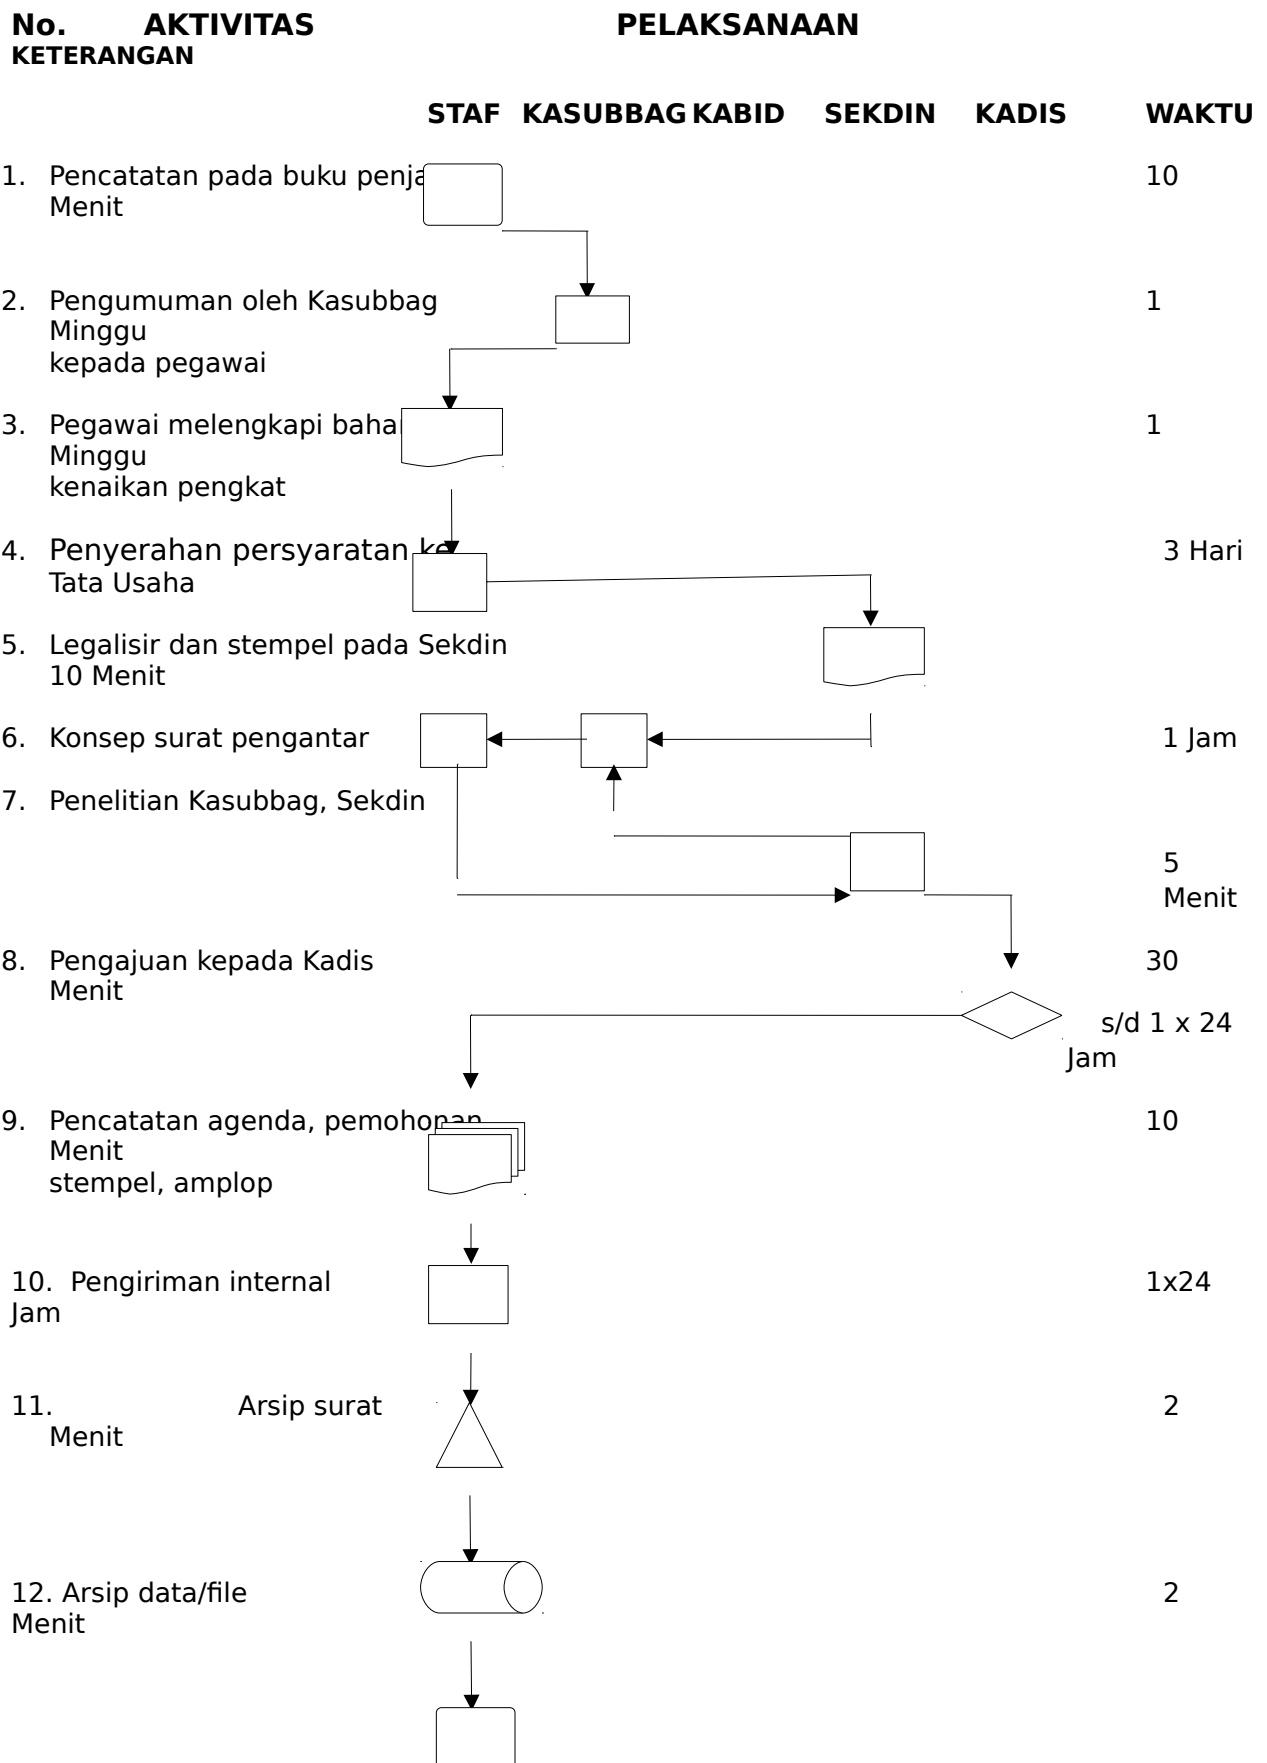 No. AKTIVITAS PELAKSANAAN
KETERANGAN
STAF KASUBBAG KABID SEKDIN KADIS WAKTU
1. Pencatatan pada buku 10
Menit
2. Pengumuman oleh Kasubbag 1
Minggu
kepada pegawai
3. Pegawai melengkapi 1
Minggu
kenaikan pengkat
4. Penyerahan persyaratan ke 3 Hari
Tata Usaha
5. Legalisir dan stempel pada Sekdin
10 Menit
6. Konsep surat pengantar 1 Jam
7. Penelitian Kasubbag, Sekdin
5
Menit
8. Pengajuan kepada Kadis 30
Menit
s/d 1 x 24
Jam
9. Pencatatan agenda, pemohonan 10
Menit
stempel, amplop
10. Pengiriman internal 1x24
Jam
11. Arsip surat 2
Menit
12. Arsip data/file 2
Menit